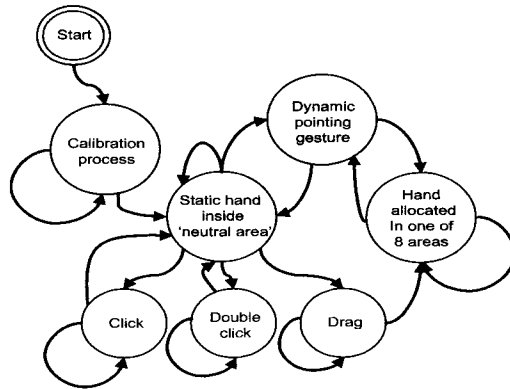 Start
Calibration
process
Dynamic
pointing
gesture
Static hand
inside
'neutral area'
Hand
allocated
In one of
8 areas
Click
Double
click
Drag